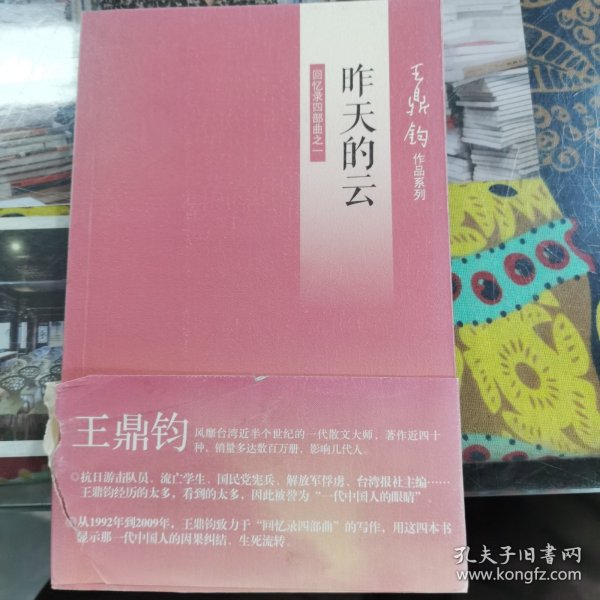 王鼎钧
作品系列
昨天的云
回忆录四部曲之一
王鼎钧
风靡台湾近半个世纪的一代散文大师，著作近四十
种，销量多达数百万册，影响几代人。
抗日游击队员、流亡学生、国民党宪兵、解放军俘虏、台湾报社主编……
王鼎钧经历的太多，看到的太多，因此被誉为“一代中国人的眼睛”。
从1992年到2009年，王鼎钧致力于“回忆录四部曲”的写作，用这四本书
显示那一代中国人的因果纠结、生死流转。
孔夫子旧书网
www.kongfz.com